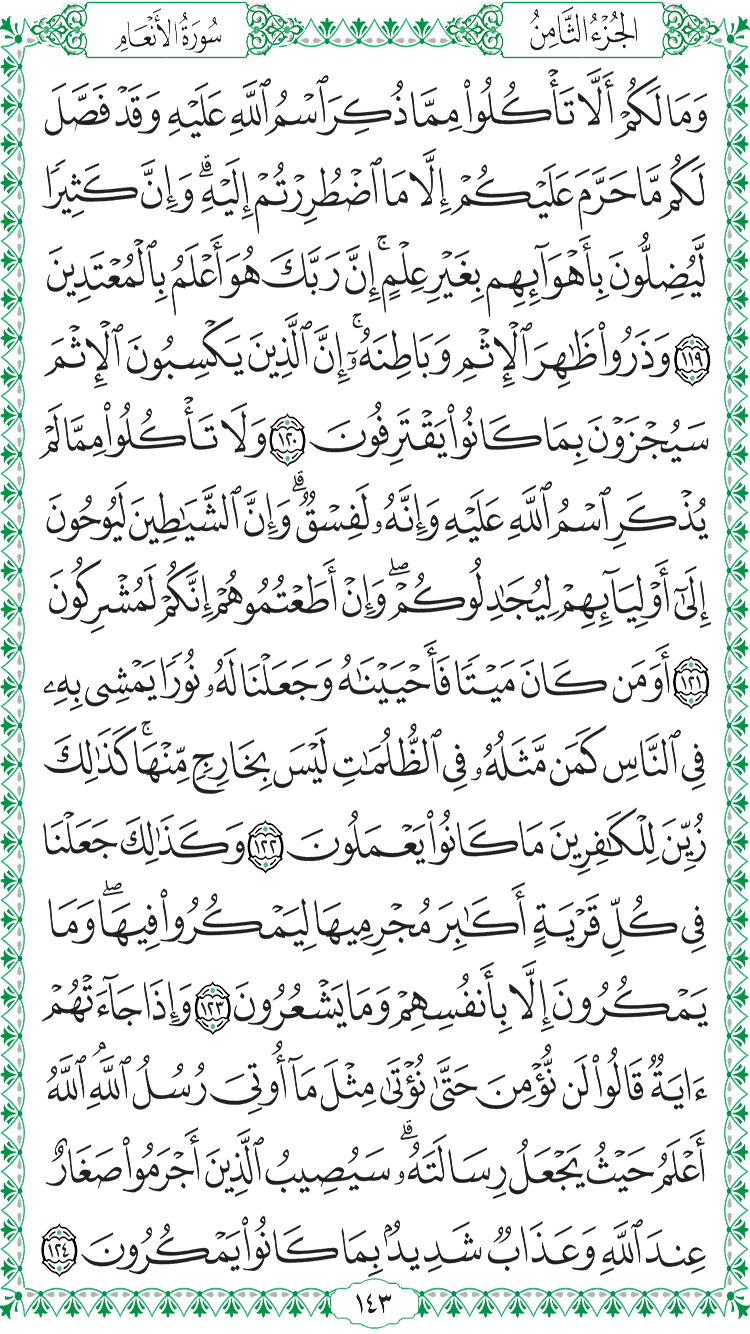 الجُزْءُ الثَّامِنُ
سُورَةُ الأَنْعَام
وَمَا لَكُمْ أَلَّا تَأْكُلُوا۟ مِمَّا ذُكِرَ ٱسْمُ ٱللَّهِ عَلَيْهِ وَقَدْ فَصَّلَ
لَكُم مَّا حَرَّمَ عَلَيْكُمْ إِلَّا مَا ٱضْطُرِرْتُمْ إِلَيْهِ ۗ وَإِنَّ كَثِيرًا
لَّيُضِلُّونَ بِأَهْوَآئِهِم بِغَيْرِ عِلْمٍ ۚ إِنَّ رَبَّكَ هُوَ أَعْلَمُ بِٱلْمُعْتَدِينَ
١١٩ وَذَرُوا۟ ظَٰهِرَ ٱلْإِثْمِ وَبَاطِنَهُۥٓ ۚ إِنَّ ٱلَّذِينَ يَكْسِبُونَ ٱلْإِثْمَ
سَيُجْزَوْنَ بِمَا كَانُوا۟ يَقْتَرِفُونَ ١٢٠ وَلَا تَأْكُلُوا۟ مِمَّا لَمْ
يُذْكَرِ ٱسْمُ ٱللَّهِ عَلَيْهِ وَإِنَّهُۥ لَفِسْقٌ ۗ وَإِنَّ ٱلشَّيَٰطِينَ لَيُوحُونَ
إِلَىٰٓ أَوْلِيَآئِهِمْ لِيُجَٰدِلُوكُمْ ۖ وَإِنْ أَطَعْتُمُوهُمْ إِنَّكُمْ لَمُشْرِكُونَ
١٢١ أَوَمَن كَانَ مَيْتًا فَأَحْيَيْنَٰهُ وَجَعَلْنَا لَهُۥ نُورًا يَمْشِى بِهِۦ
فِى ٱلنَّاسِ كَمَن مَّثَلُهُۥ فِى ٱلظُّلُمَٰتِ لَيْسَ بِخَارِجٍ مِّنْهَا ۚ كَذَٰلِكَ
زُيِّنَ لِلْكَٰفِرِينَ مَا كَانُوا۟ يَعْمَلُونَ ١٢٢ وَكَذَٰلِكَ جَعَلْنَا
فِى كُلِّ قَرْيَةٍ أَكَٰبِرَ مُجْرِمِيهَا لِيَمْكُرُوا۟ فِيهَا ۖ وَمَا
يَمْكُرُونَ إِلَّا بِأَنفُسِهِمْ وَمَا يَشْعُرُونَ ١٢٣ وَإِذَا جَآءَتْهُمْ
ءَايَةٌ قَالُوا۟ لَن نُّؤْمِنَ حَتَّىٰ نُؤْتَىٰ مِثْلَ مَآ أُوتِىَ رُسُلُ ٱللَّهِ ۘ ٱللَّهُ
أَعْلَمُ حَيْثُ يَجْعَلُ رِسَالَتَهُۥ ۗ سَيُصِيبُ ٱلَّذِينَ أَجْرَمُوا۟ صَغَارٌ
عِندَ ٱللَّهِ وَعَذَابٌ شَدِيدٌۢ بِمَا كَانُوا۟ يَمْكُرُونَ ١٢٤
١٤٣